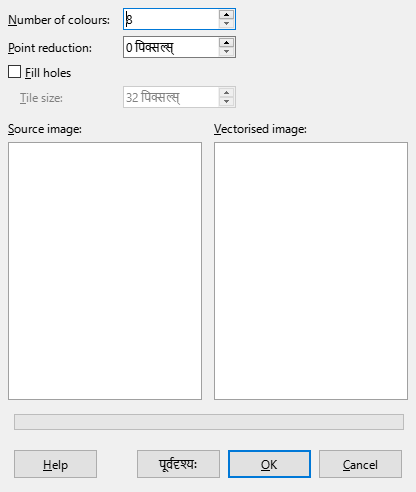 Number of colours: 8
Point reduction: 0 पिक्सल्स्
Fill holes
Tile size: 32 पिक्सल्स्
Source image: Vectorised image:
Help पूर्वदृश्यः OK Cancel